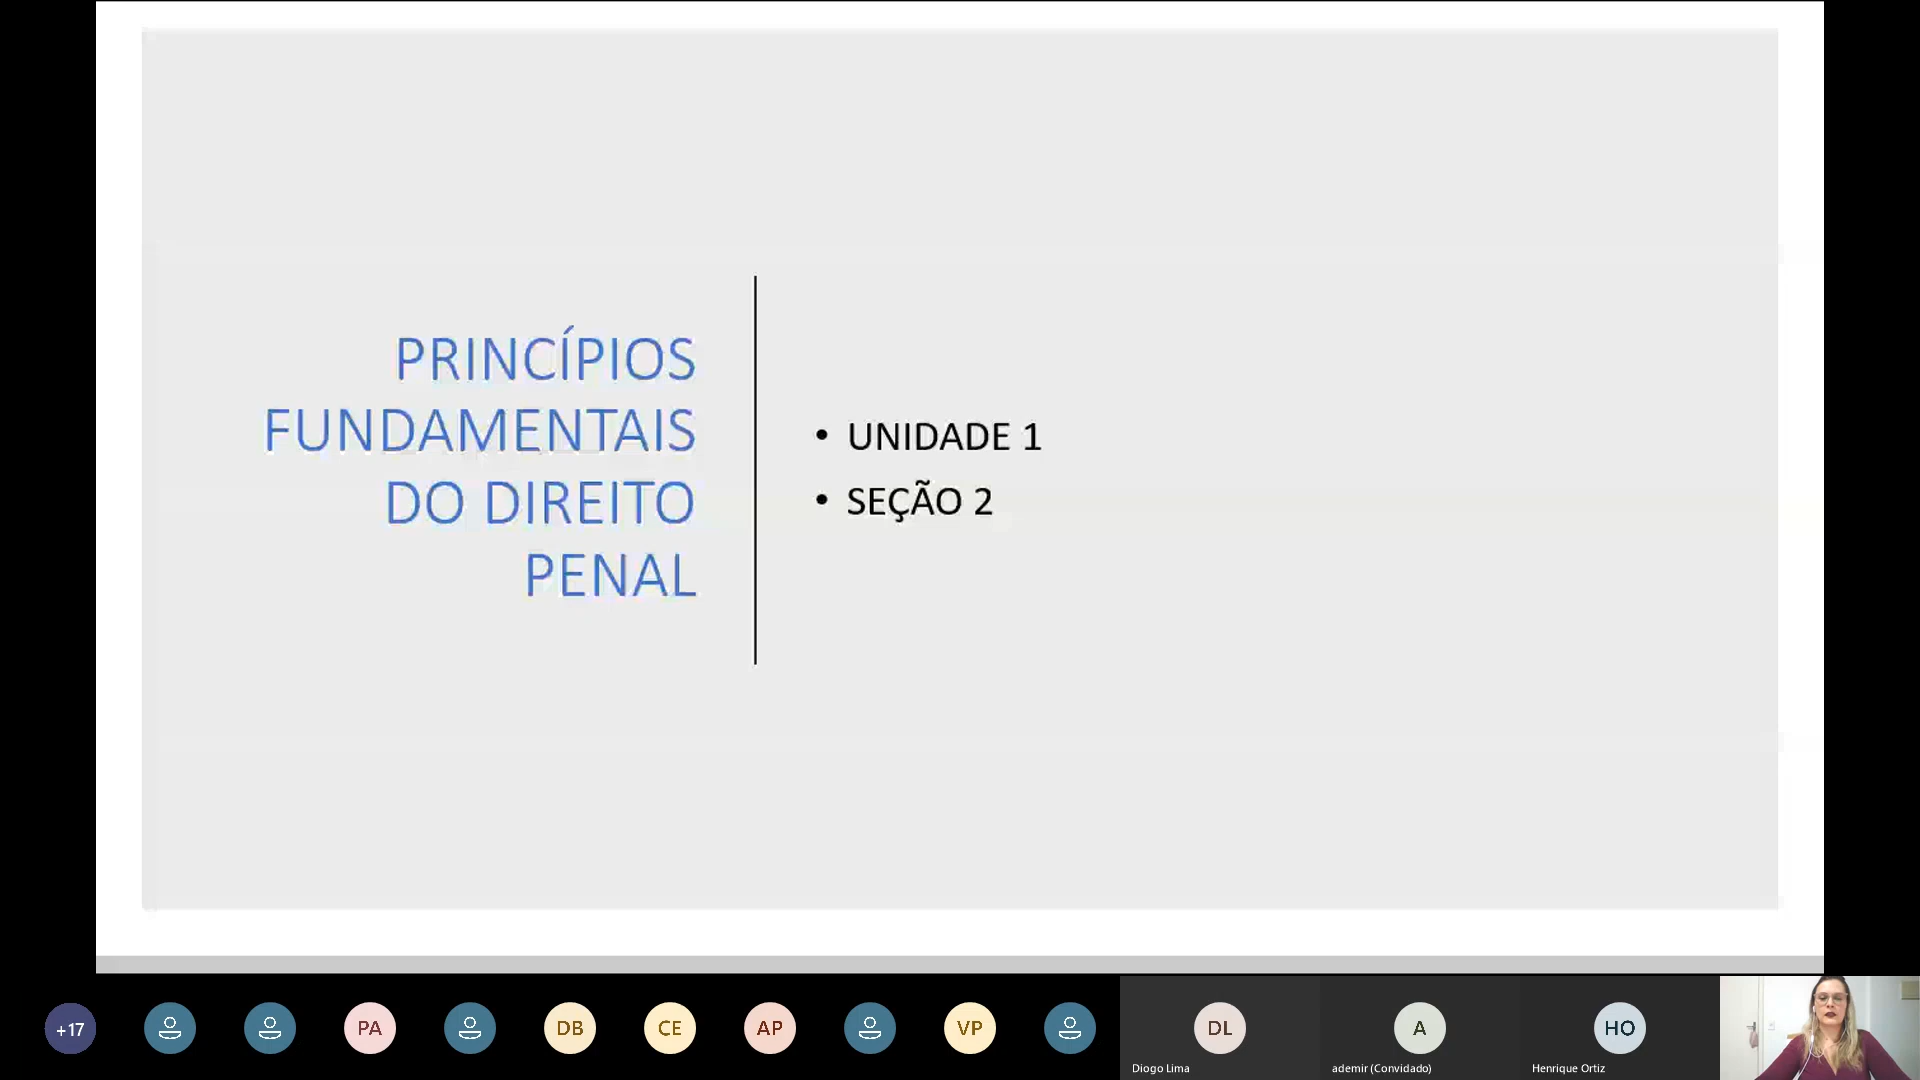 PRINCÍPIOS
FUNDAMENTAIS
DO DIREITO
PENAL
• UNIDADE 1
• SEÇÃO 2
+17
PA
DB
CE
AP
VP
DL
A
HO
Diogo Lima
ademir (Convidado)
Henrique Ortiz